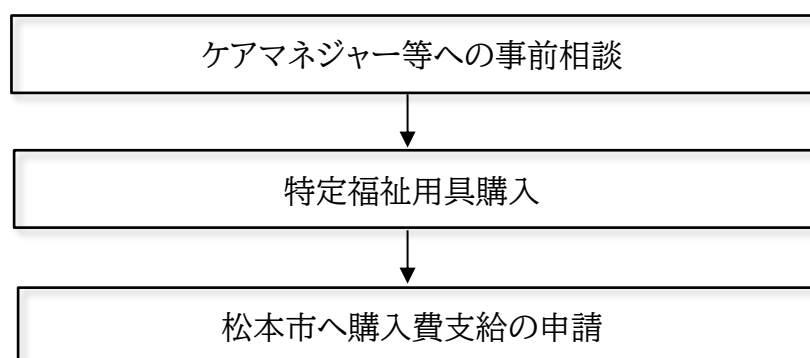 ケアマネジャー等への事前相談
特定福祉用具購入
松本市へ購入費支給の申請